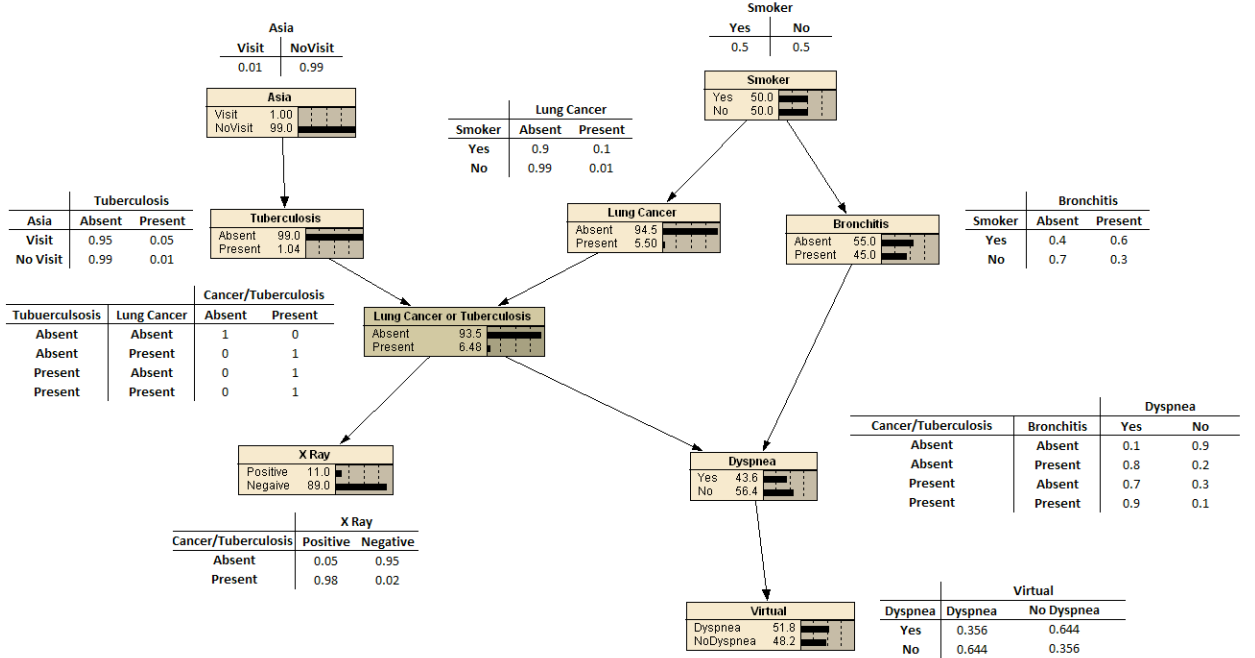 Asia
Visit NoVisit
0.01 0.99
Smoker
Yes No
0.5 0.5
Asia
Visit 1.00
NoVisit 99.0
Smoker
Yes 50.0
No 50.0
Lung Cancer
Smoker Absent Present
Yes 0.9 0.1
No 0.99 0.01
Tuberculosis
Asia Absent Present
Visit 0.95 0.05
No Visit 0.99 0.01
Tuberculosis
Absent 99.0
Present 1.04
Lung Cancer
Absent 94.5
Present 5.50
Bronchitis
Absent 55.0
Present 45.0
Bronchitis
Smoker Absent Present
Yes 0.4 0.6
No 0.7 0.3
Cancer/Tuberculosis
Tubuerculsosis Lung Cancer Absent Present
Absent Absent 1 0
Absent Present 0 1
Present Absent 0 1
Present Present 0 1
Lung Cancer or Tuberculosis
Absent 93.5
Present 6.48
X Ray
Positive 11.0
Negaive 89.0
Dyspnea
Yes 43.6
No 56.4
Dyspnea
Cancer/Tuberculosis Bronchitis Yes No
Absent Absent 0.1 0.9
Absent Present 0.8 0.2
Present Absent 0.7 0.3
Present Present 0.9 0.1
X Ray
Cancer/Tuberculosis Positive Negative
Absent 0.05 0.95
Present 0.98 0.02
Virtual
Dyspnea 51.8
NoDyspnea 48.2
Virtual
Dyspnea Dyspnea No Dyspnea
Yes 0.356 0.644
No 0.644 0.356